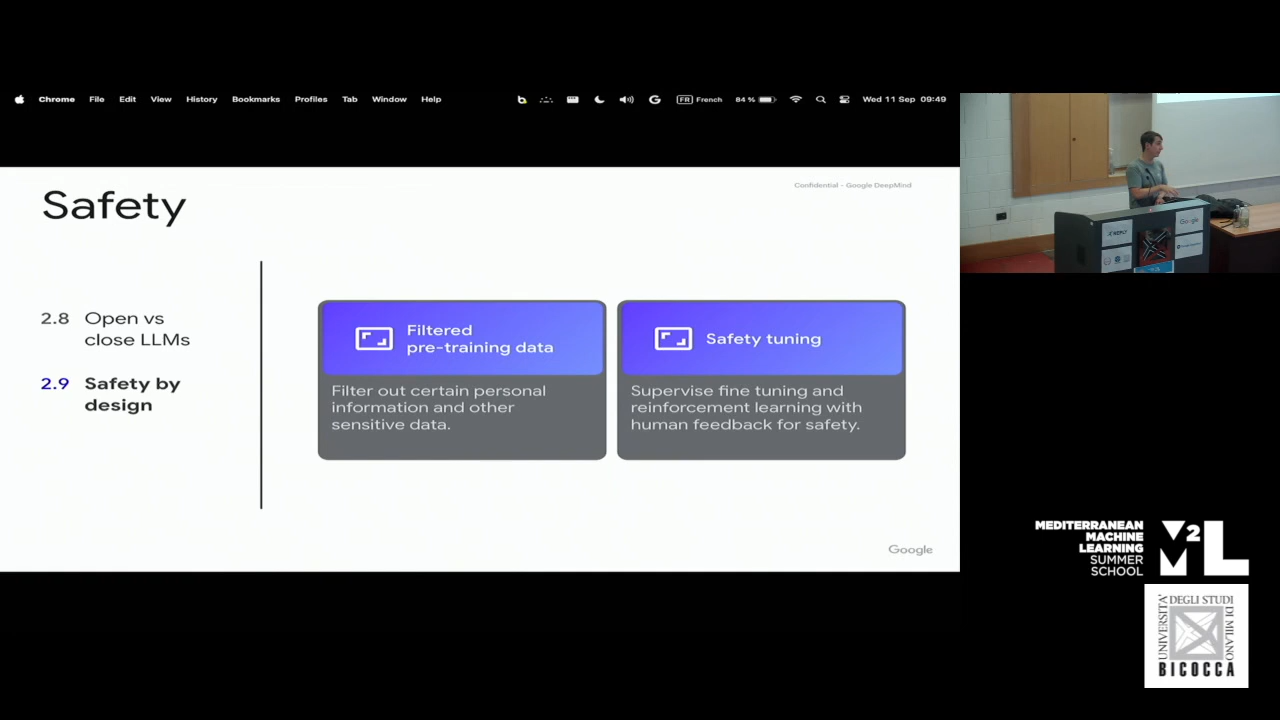 Chrome File Edit View History Bookmarks Profiles Tab Window Help
FR French 84 % Wed 11 Sep 09:49
Confidential - Google DeepMind
Safety
2.8 Open vs
close LLMs
2.9 Safety by
design
Filtered
pre-training data
Filter out certain personal
information and other
sensitive data.
Safety tuning
Supervise fine tuning and
reinforcement learning with
human feedback for safety.
Google
REPLY
Google
MEDITERRANEAN
MACHINE
LEARNING
SUMMER
SCHOOL
M2L
UNIVERSITA'
DEGLI STUDI
DI MILANO
BICOCCA